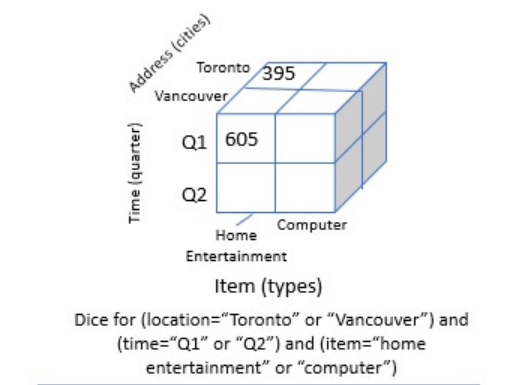 Address (cities)
Toronto
395
Vancouver
Time (quarter)
Q1
605
Q2
Home
Entertainment
Computer
Item (types)
Dice for (location="Toronto" or "Vancouver") and
(time="Q1" or "Q2") and (item="home
entertainment" or "computer")